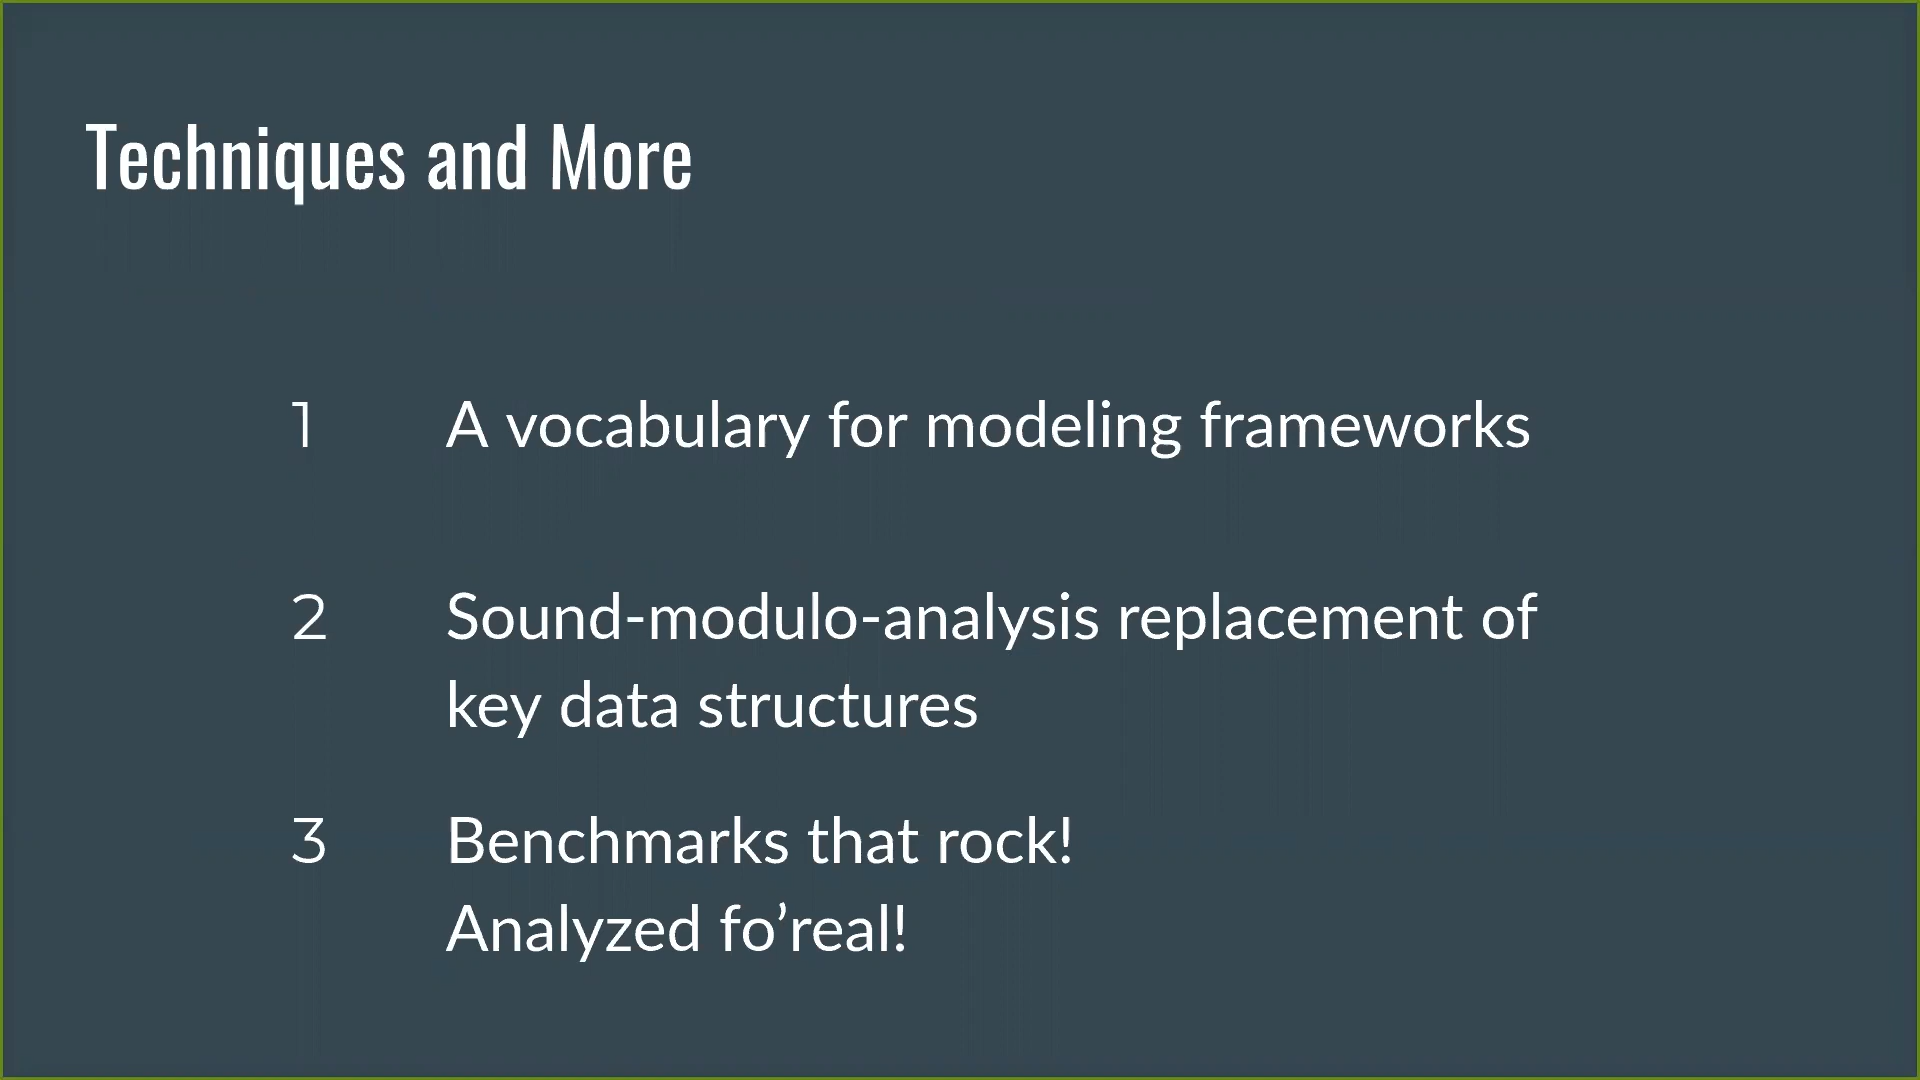 Techniques and More
1 A vocabulary for modeling frameworks
2 Sound-modulo-analysis replacement of
key data structures
3 Benchmarks that rock!
Analyzed fo’real!